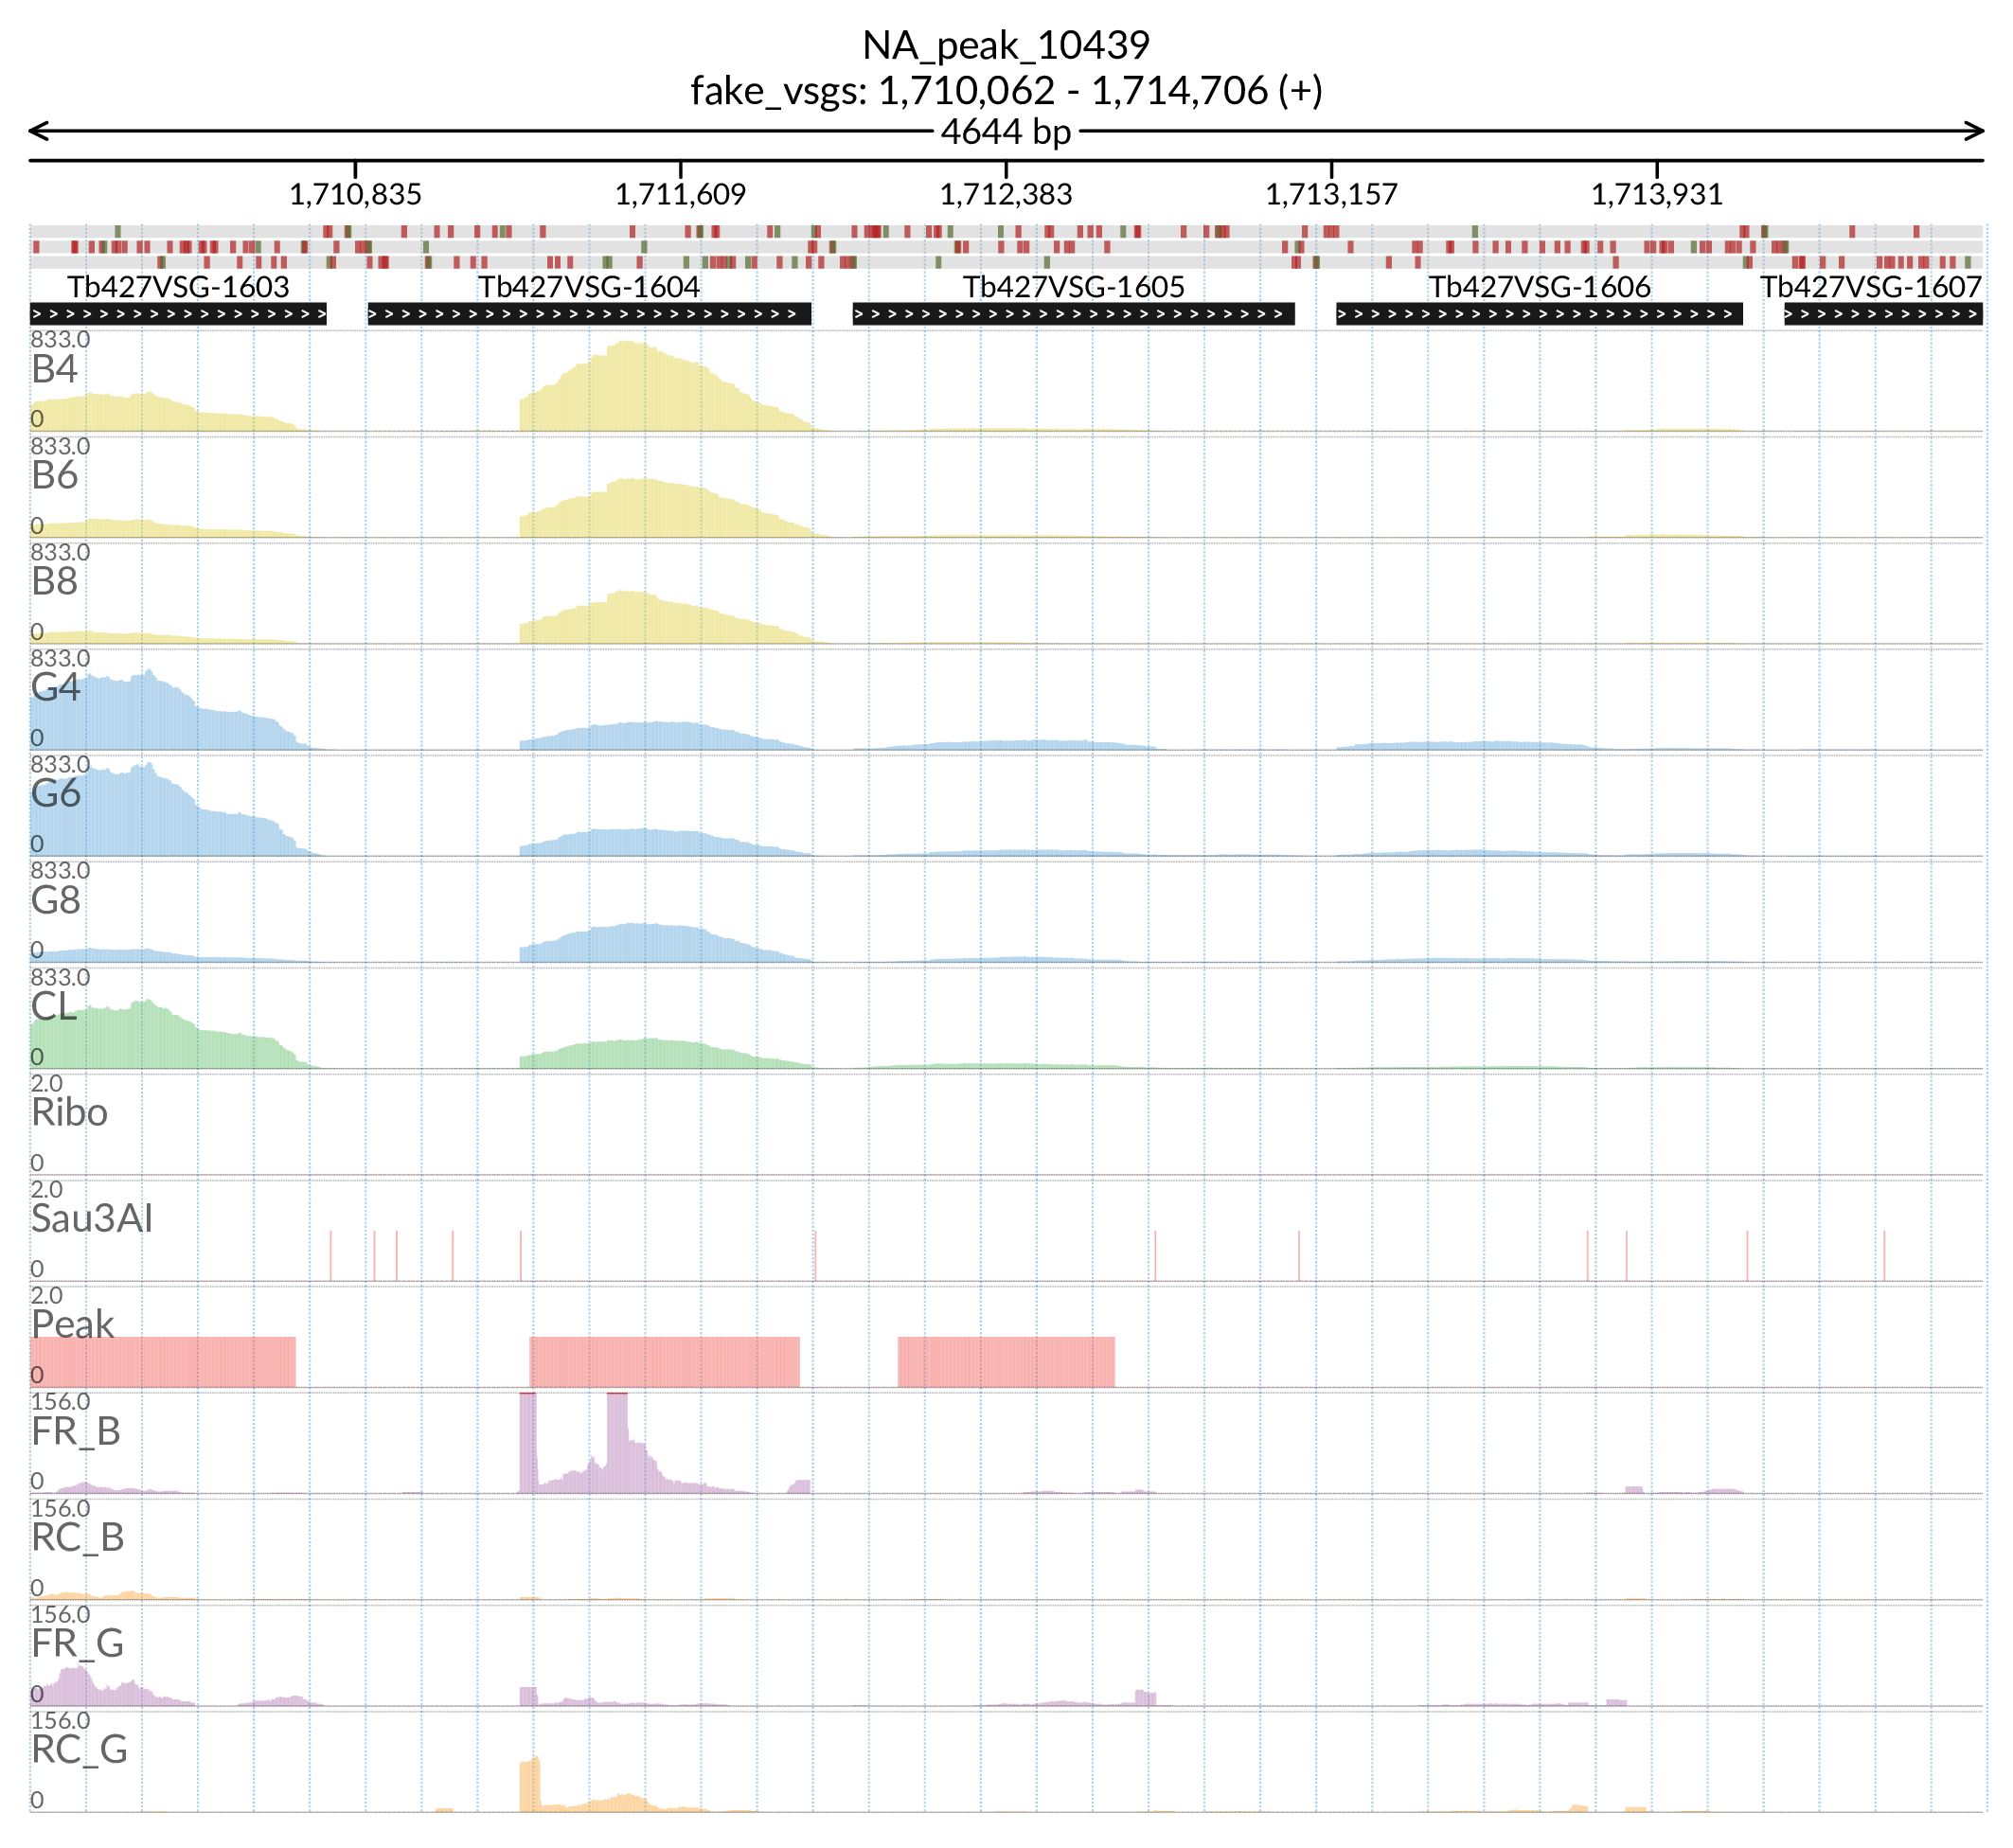 NA_peak_10439
fake_vsgs: 1,710,062 - 1,714,706 (+)
4644 bp
1,710,835 1,711,609 1,712,383 1,713,157 1,713,931
Tb427VSG-1603 Tb427VSG-1604 Tb427VSG-1605 Tb427VSG-1606 Tb427VSG-1607
833.0
B4
0
833.0
B6
0
833.0
B8
0
833.0
G4
0
833.0
G6
0
833.0
G8
0
833.0
CL
0
2.0
Ribo
0
2.0
Sau3AI
0
2.0
Peak
0
156.0
FR_B
0
156.0
RC_B
0
156.0
FR_G
0
156.0
RC_G
0